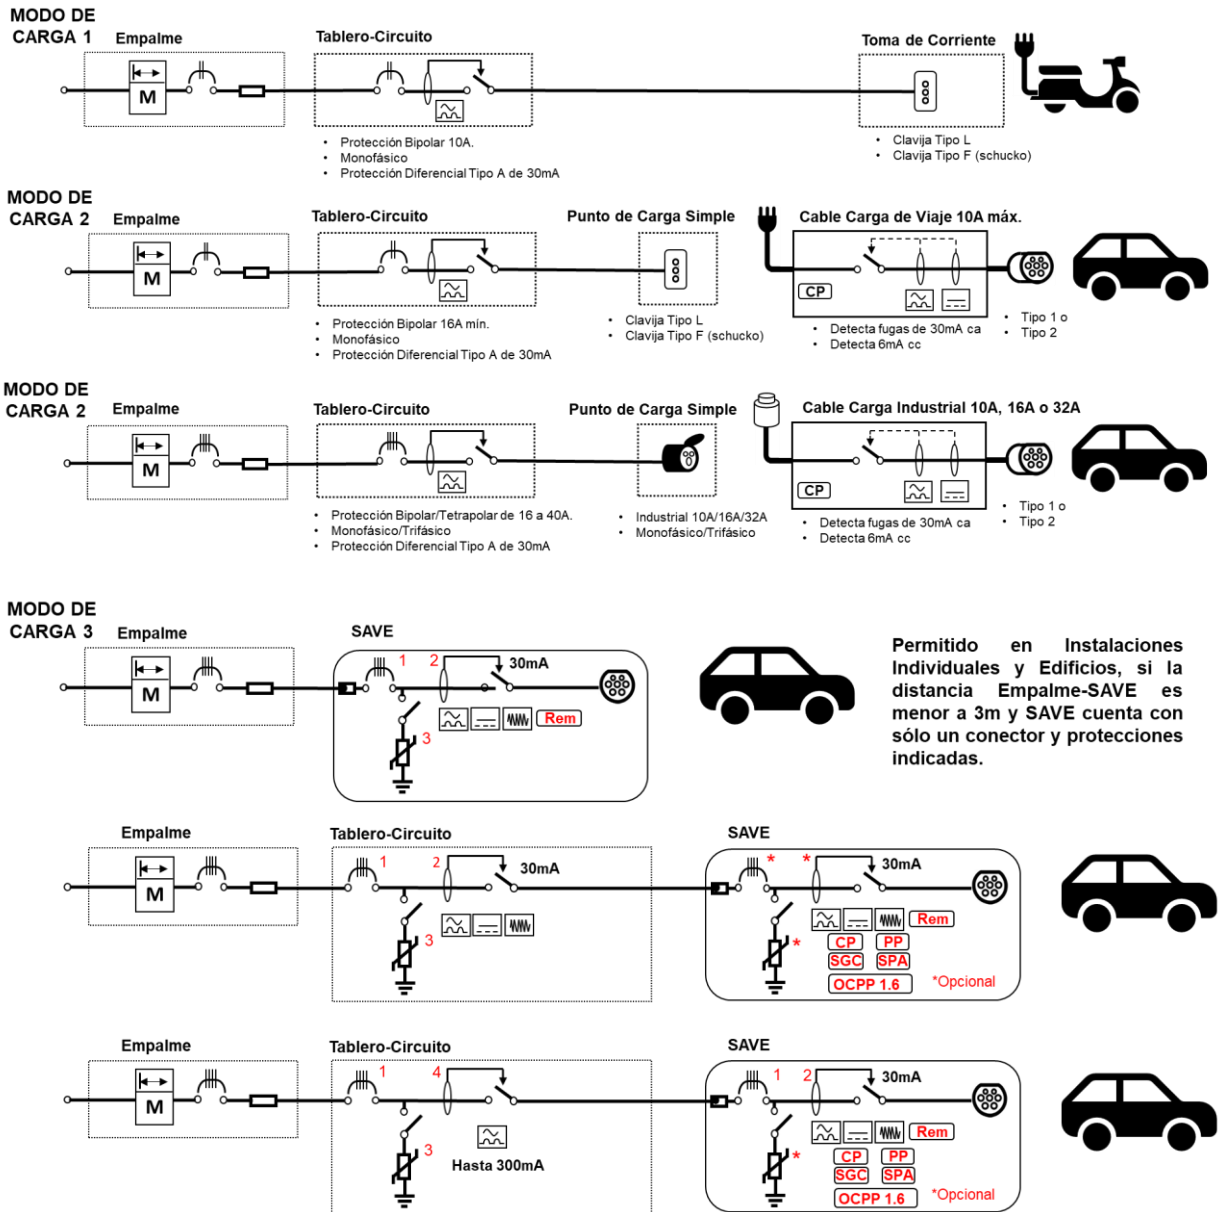 MODO DE
CARGA 1
Empalme
Tablero-Circuito
Toma de Corriente
M
• Protección Bipolar 10A.
• Monofásico
• Protección Diferencial Tipo A de 30mA
• Clavija Tipo L
• Clavija Tipo F (schucko)
MODO DE
CARGA 2
Empalme
Tablero-Circuito
Punto de Carga Simple
Cable Carga de Viaje 10A máx.
M
CP
• Protección Bipolar 16A mín.
• Monofásico
• Protección Diferencial Tipo A de 30mA
• Clavija Tipo L
• Clavija Tipo F (schucko)
• Detecta fugas de 30mA ca
• Detecta 6mA cc
• Tipo 1 o
• Tipo 2
MODO DE
CARGA 2
Empalme
Tablero-Circuito
Punto de Carga Simple
Cable Carga Industrial 10A, 16A o 32A
M
CP
• Protección Bipolar/Tetrapolar de 16 a 40A.
• Monofásico/Trifásico
• Protección Diferencial Tipo A de 30mA
• Industrial 10A/16A/32A
• Monofásico/Trifásico
• Detecta fugas de 30mA ca
• Detecta 6mA cc
• Tipo 1 o
• Tipo 2
MODO DE
CARGA 3
Empalme
SAVE
M
1
2
30mA
Rem
3
Permitido en Instalaciones
Individuales y Edificios, si la
distancia Empalme-SAVE es
menor a 3m y SAVE cuenta con
sólo un conector y protecciones
indicadas.
Empalme
Tablero-Circuito
SAVE
M
1
2
30mA
3
*
*
30mA
Rem
*
CP
PP
SGC
SPA
OCPP 1.6
*Opcional
Empalme
Tablero-Circuito
SAVE
M
1
4
3
Hasta 300mA
1
2
30mA
Rem
*
CP
PP
SGC
SPA
OCPP 1.6
*Opcional